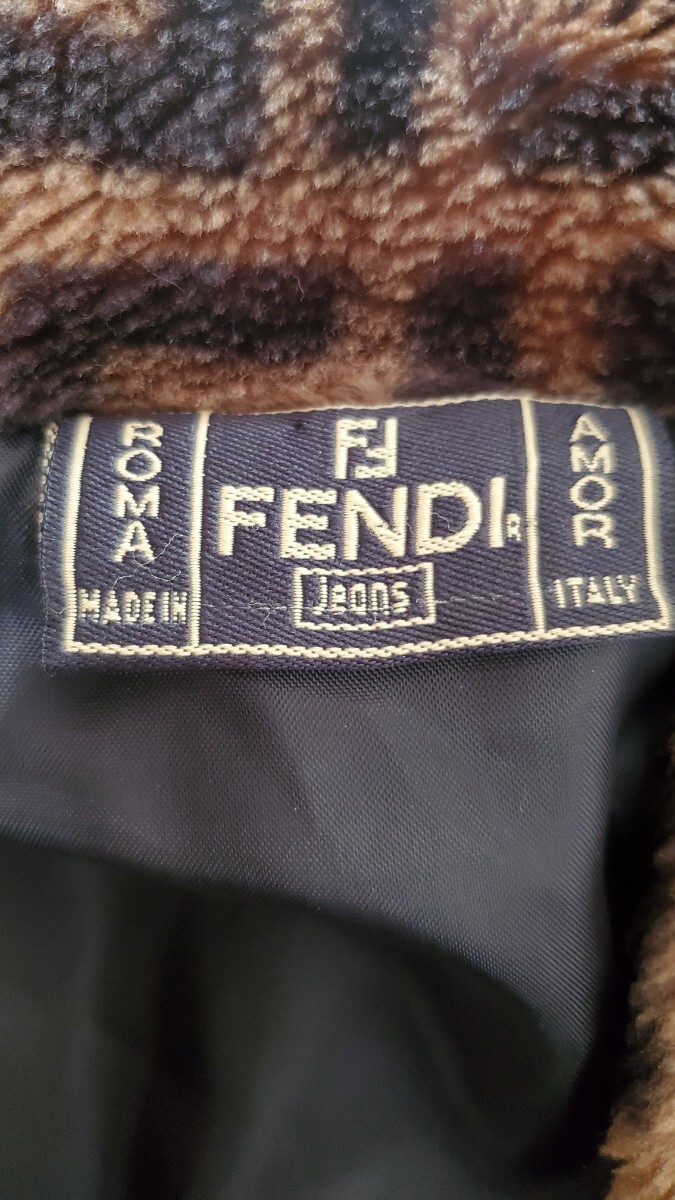 ROMA
MADE IN
FF
FENDI R
Jeans
AMOR
ITALY